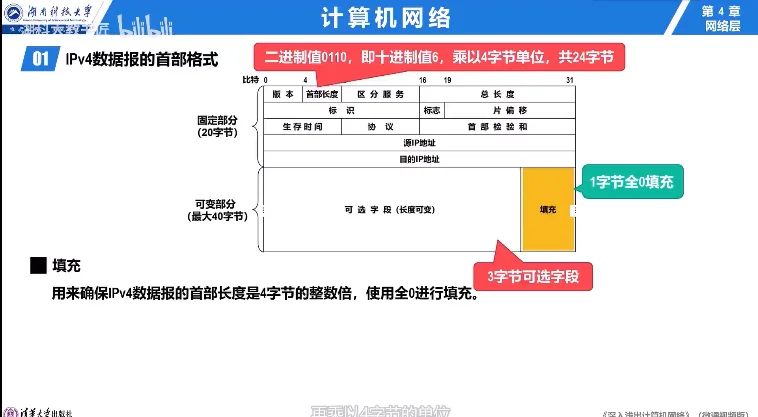 湖南科技大学
计算机网络
第 4 章
网络层
bilibili
01 IPv4数据报的首部格式
二进制值0110，即十进制值6，乘以4字节单位，共24字节
比特 0 4 16 19 31
版 本 首部长度 区 分 服 务 总 长 度
标 识 标志 片 偏 移
固定部分
(20字节)
生 存 时 间 协 议 首 部 检 验 和
源IP地址
目的IP地址
1字节全0填充
可变部分
(最大40字节)
可 选 字 段 (长度可变) 填充
3字节可选字段
填充
用来确保IPv4数据报的首部长度是4字节的整数倍，使用全0进行填充。
再乘以4字节的单位
清华大学出版社
《深入浅出计算机网络》（微课视频版）